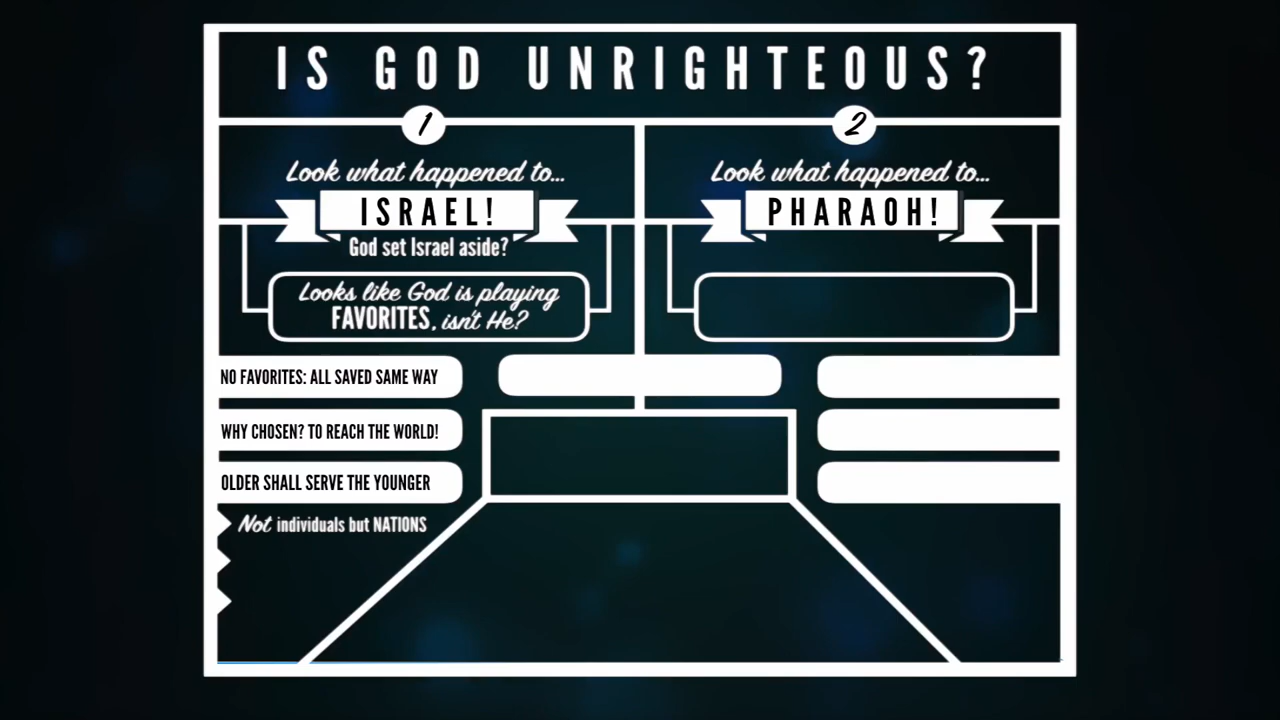 IS GOD UNRIGHTEOUS?
1
Look what happened to...
ISRAEL!
God set Israel aside?
Looks like God is playing
FAVORITES, isn't He?
NO FAVORITES: ALL SAVED SAME WAY
WHY CHOSEN? TO REACH THE WORLD!
OLDER SHALL SERVE THE YOUNGER
Not individuals but NATIONS
2
Look what happened to...
PHARAOH!